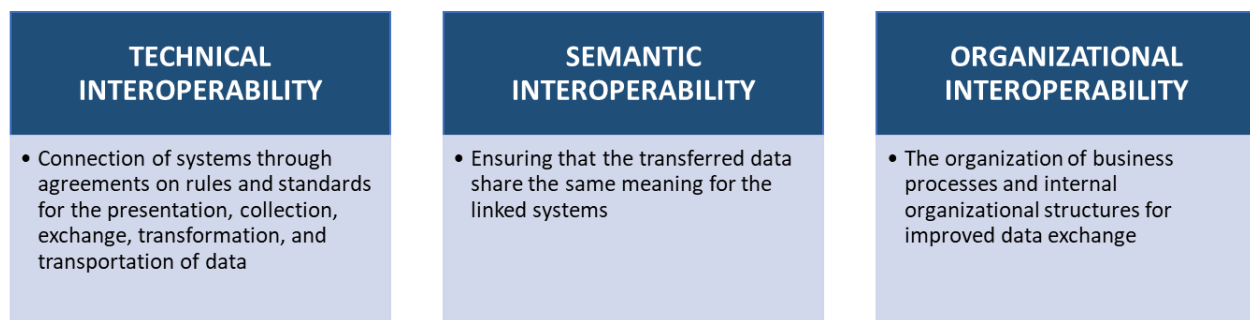 TECHNICAL
INTEROPERABILITY
• Connection of systems through
agreements on rules and standards
for the presentation, collection,
exchange, transformation, and
transportation of data
SEMANTIC
INTEROPERABILITY
• Ensuring that the transferred data
share the same meaning for the
linked systems
ORGANIZATIONAL
INTEROPERABILITY
• The organization of business
processes and internal
organizational structures for
improved data exchange